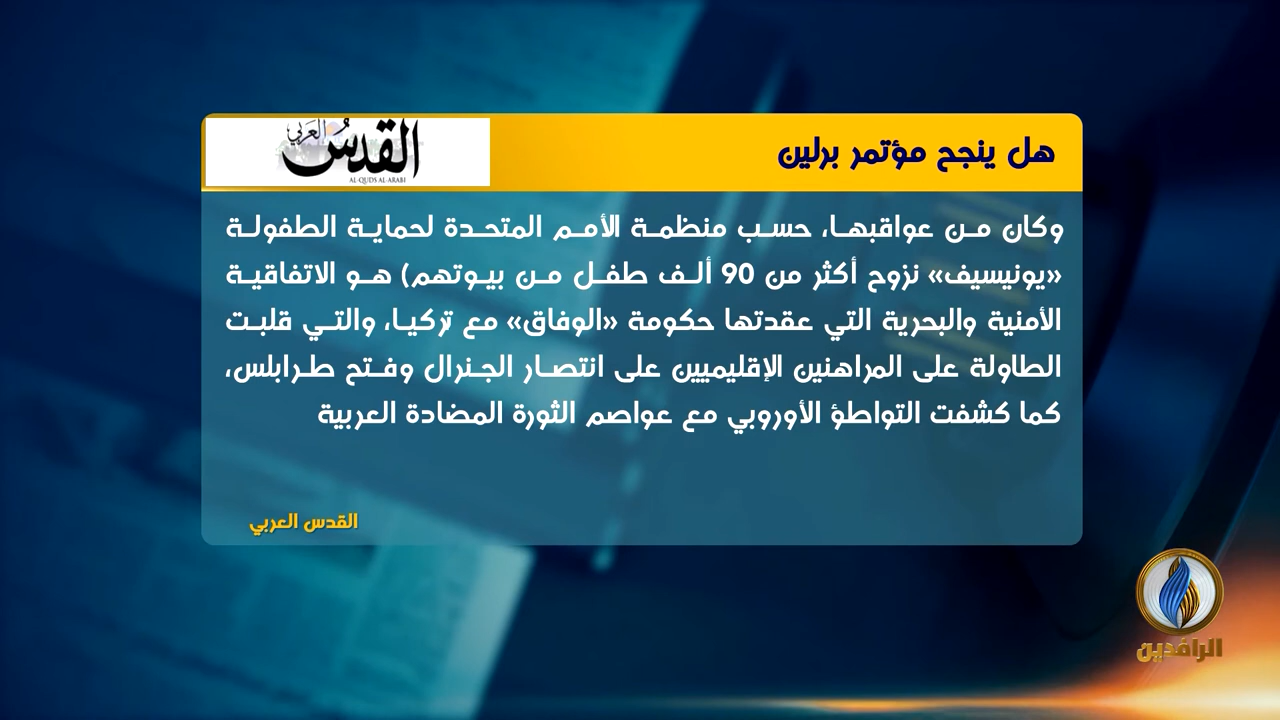 هل ينجح مؤتمر برلين
القدس العربي
AL-QUDS AL-ARABI
وكان من عواقبها، حسب منظمة الأمم المتحدة لحماية الطفولة
«يونيسيف» نزوح أكثر من 90 ألف طفل من بيوتهم) هو الاتفاقية
الأمنية والبحرية التي عقدتها حكومة «الوفاق» مع تركيا، والتي قلبت
الطاولة على المراهنين الإقليميين على انتصار الجنرال وفتح طرابلس،
كما كشفت التواطؤ الأوروبي مع عواصم الثورة المضادة العربية
القدس العربي
الرافدين